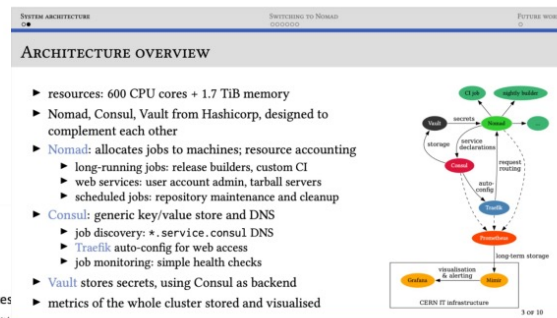 System architecture
Switching to Nomad
Future wor
Architecture overview
► resources: 600 CPU cores + 1.7 TiB memory
► Nomad, Consul, Vault from Hashicorp, designed to
complement each other
► Nomad: allocates jobs to machines; resource accounting
► long-running jobs: release builders, custom CI
► web services: user account admin, tarball servers
► scheduled jobs: repository maintenance and cleanup
► Consul: generic key/value store and DNS
► job discovery: *.service.consul DNS
► Traefik auto-config for web access
► job monitoring: simple health checks
► Vault stores secrets, using Consul as backend
► metrics of the whole cluster stored and visualised
es
CI job
nightly builder
...
Vault
secrets
Nomad
storage
service
declarations
request
routing
Consul
auto-
config
Traefik
Prometheus
long-term storage
visualisation
& alerting
Grafana
CERN IT infrastructure
3 of 10